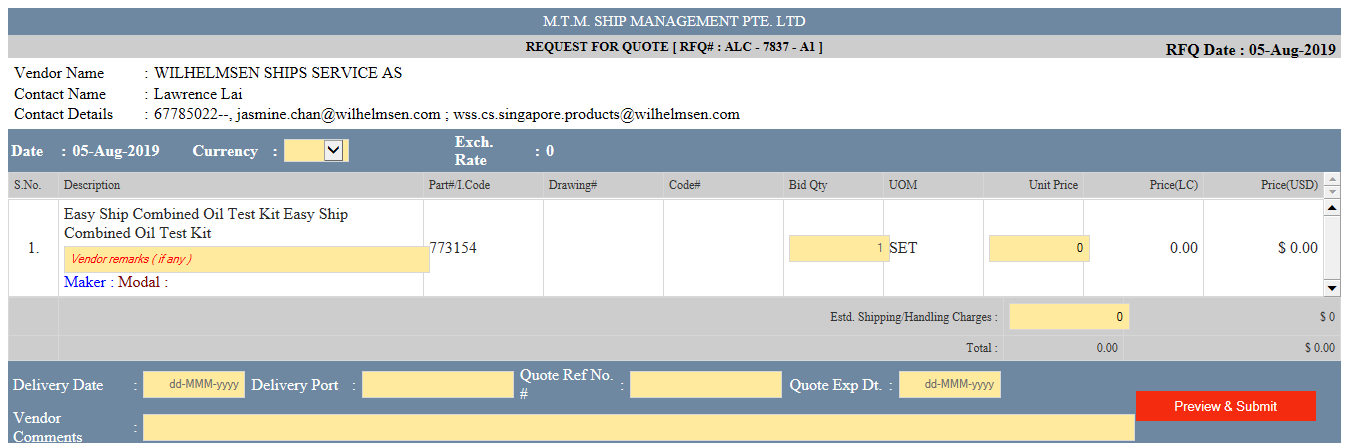 M.T.M. SHIP MANAGEMENT PTE. LTD
REQUEST FOR QUOTE [ RFQ# : ALC - 7837 - A1 ]
RFQ Date : 05-Aug-2019
Vendor Name : WILHELMSEN SHIPS SERVICE AS
Contact Name : Lawrence Lai
Contact Details : 67785022--, jasmine.chan@wilhelmsen.com ; wss.cs.singapore.products@wilhelmsen.com
Date : 05-Aug-2019 Currency : Exch. Rate : 0
S.No. Description Part#/I.Code Drawing# Code# Bid Qty UOM Unit Price Price(LC) Price(USD)
Easy Ship Combined Oil Test Kit Easy Ship
Combined Oil Test Kit
1. 773154 1 SET 0 0.00 $ 0.00
Vendor remarks ( if any )
Maker : Modal :
Estd. Shipping/Handling Charges : 0 $ 0
Total : 0.00 $ 0.00
Delivery Date : dd-MMM-yyyy Delivery Port : Quote Ref No. # : Quote Exp Dt. : dd-MMM-yyyy
Preview & Submit
Vendor
Comments :